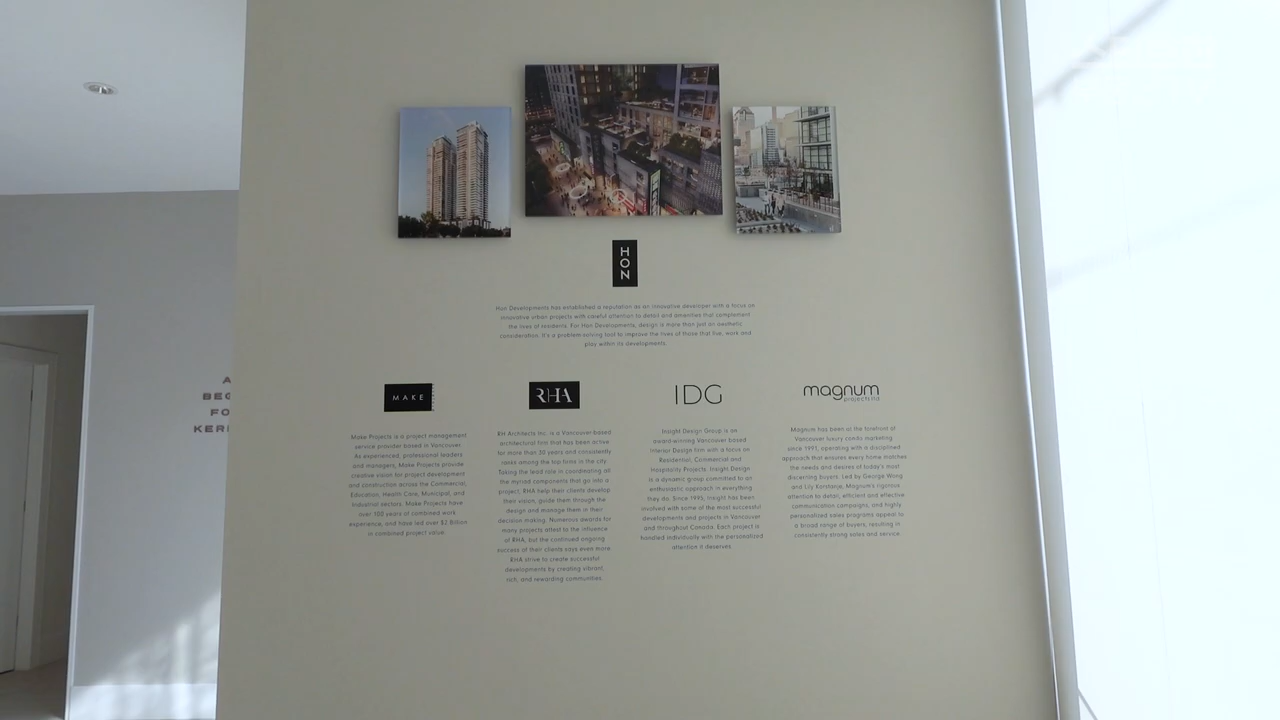 HON
Hon Developments has established a reputation as an innovative developer with a focus on
innovative urban projects with careful attention to detail and amenities that complement
the lives of residents. For Hon Developments, design is more than just an aesthetic
consideration. It's a problem-solving tool to improve the lives of those that live, work and
play within its developments.
MAKE
Make Projects is a project management
service provider based in Vancouver.
As experienced, professional leaders
and managers, Make Projects provide
creative vision for project development
and construction across the Commercial,
Education, Health Care, Municipal, and
Industrial sectors. Make Projects have
over 100 years of combined work
experience, and have led over $2 Billion
in combined project value.
RHA
RH Architects Inc. is a Vancouver-based
architectural firm that has been active
for more than 20 years and consistently
ranks among the top firms in the city.
Taking the lead role in coordinating all
the myriad components that go into a
project, RHA help their clients develop
their vision, guide them through the
design and manage them in their
decision making. Numerous awards for
many projects attest to the influence
of RHA, but the continued ongoing
success of their clients says even more.
RHA strive to create successful
developments by creating vibrant,
rich, and rewarding communities.
IDG
Insight Design Group is an
award-winning Vancouver based
Interior Design firm with a focus on
Residential, Commercial and
Hospitality Projects. Insight Design
is a dynamic group committed to an
enthusiastic approach in everything
they do. Since 1995, Insight has been
involved with some of the most successful
developments and projects in Vancouver
and throughout Canada. Each project is
handled individually with the personalized
attention it deserves.
magnum
projects ltd
Magnum has been at the forefront of
Vancouver luxury condo marketing
since 1991, operating with a disciplined
approach that ensures every home matches
the needs and desires of today's most
discerning buyers. Led by George Wong
and Lily Korstanje, Magnum's rigorous
attention to detail, efficient and effective
communication campaigns, and highly
personalized sales programs appeal to
a broad range of buyers, resulting in
consistently strong sales and service.